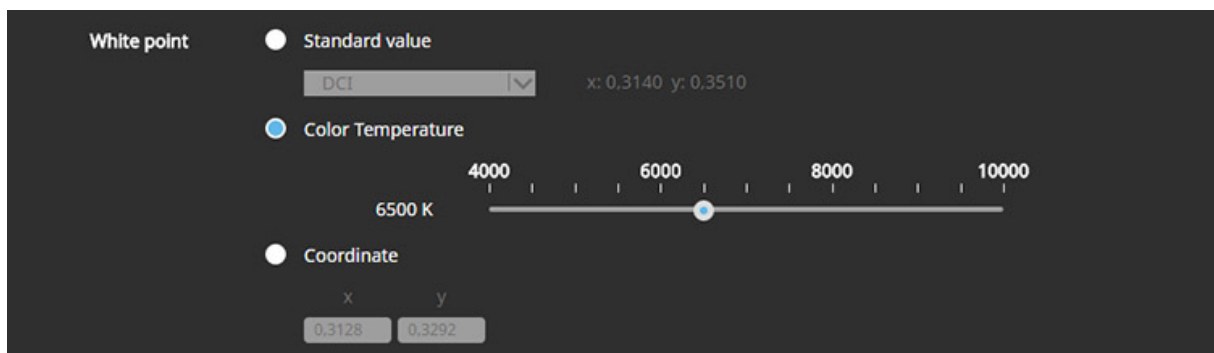 White point Standard value
DCI x: 0,3140 y: 0,3510
Color Temperature
4000 6000 8000 10000
6500 K
Coordinate
x y
0,3128 0,3292